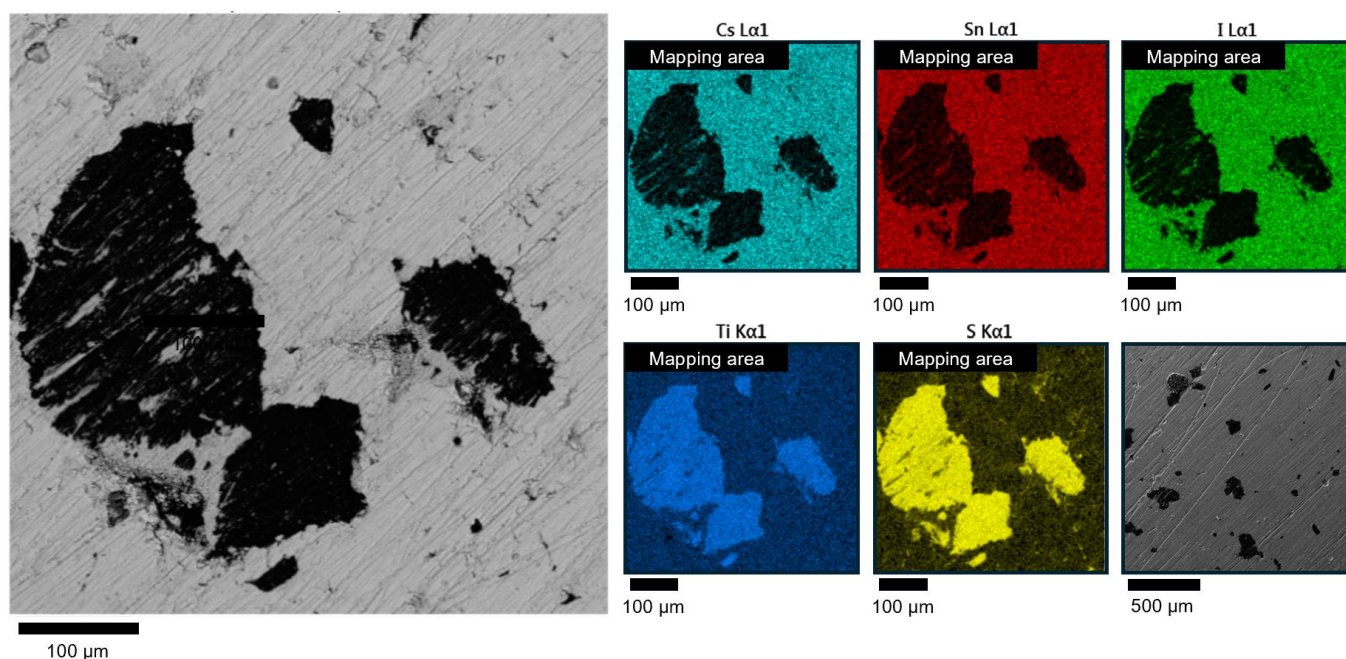 Cs Lα1
Sn Lα1
I Lα1
Mapping area
Mapping area
Mapping area
100 µm
100 µm
100 µm
Ti Kα1
S Kα1
Mapping area
Mapping area
100 µm
100 µm
500 µm
100 µm